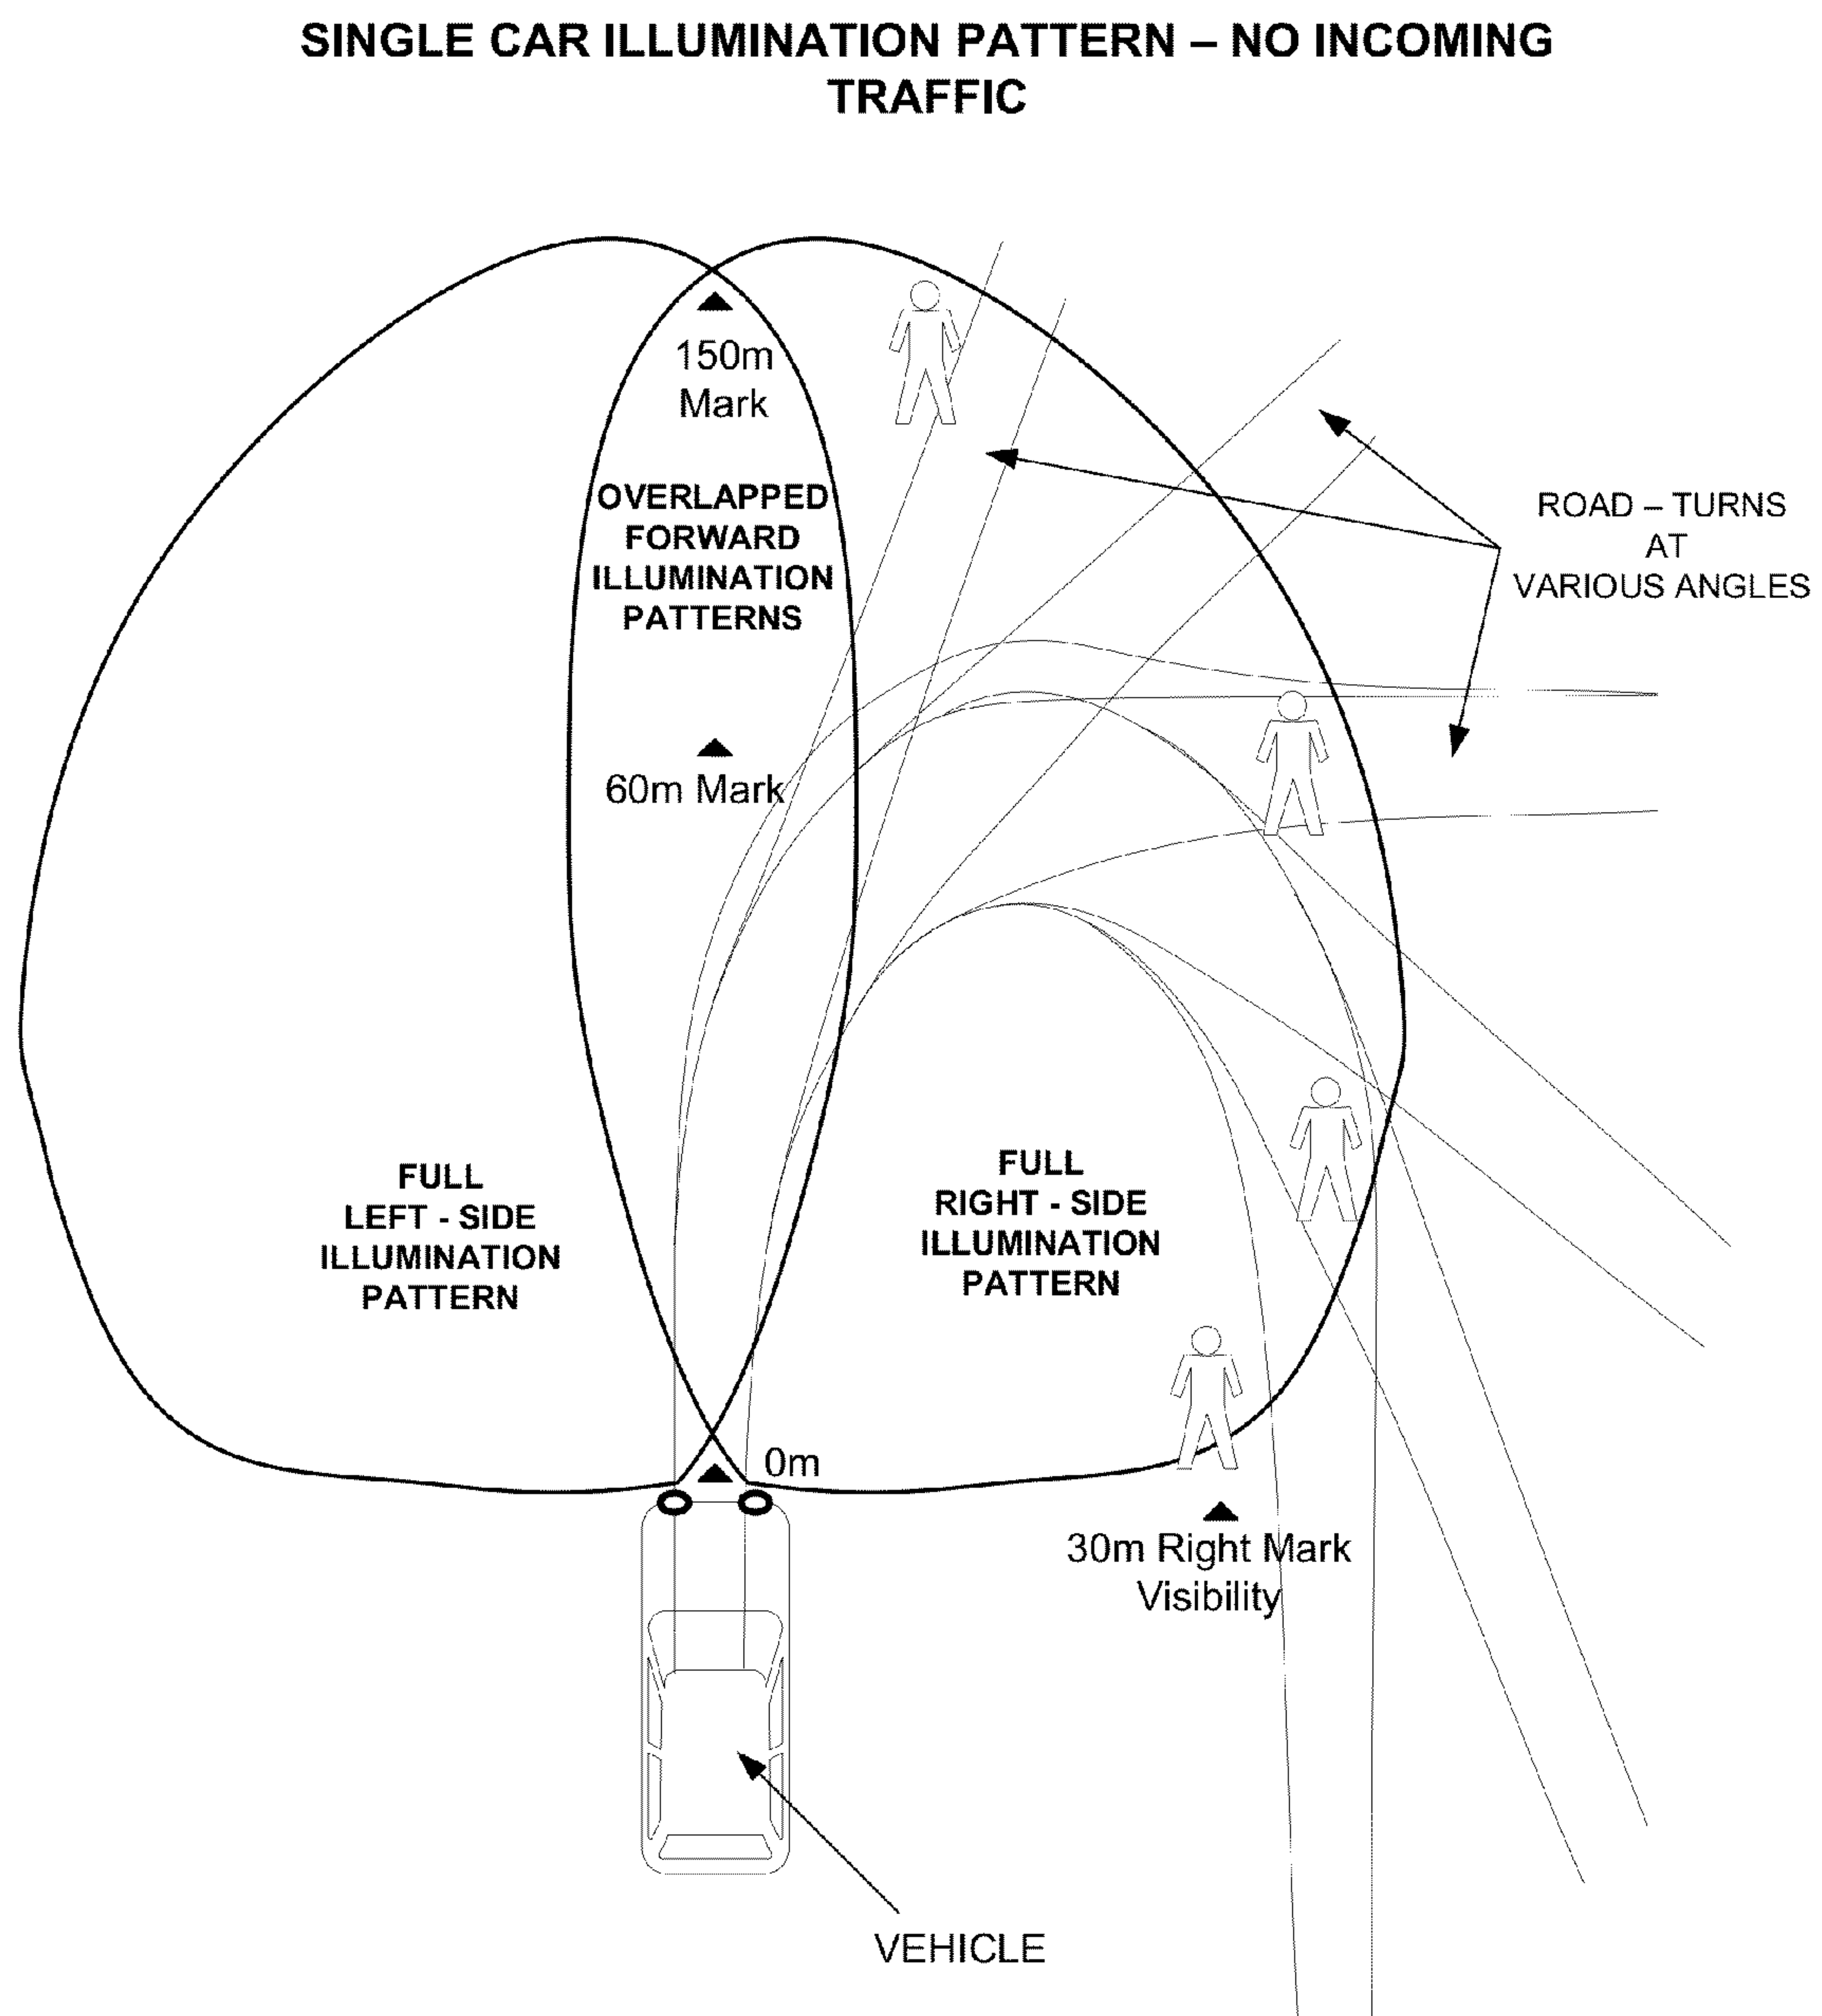 SINGLE CAR ILLUMINATION PATTERN – NO INCOMING
TRAFFIC
150m
Mark
OVERLAPPED
FORWARD
ILLUMINATION
PATTERNS
ROAD – TURNS
AT
VARIOUS ANGLES
60m Mark
FULL
LEFT - SIDE
ILLUMINATION
PATTERN
FULL
RIGHT - SIDE
ILLUMINATION
PATTERN
0m
30m Right Mark
Visibility
VEHICLE